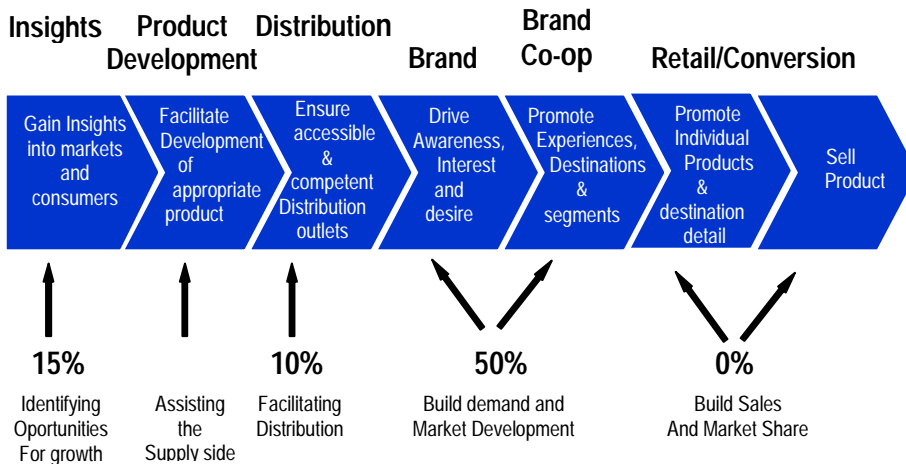 Insights
Product
Development
Distribution
Brand
Brand
Co-op
Retail/Conversion
Gain Insights
into markets
and
consumers
Facilitate
Development
of
appropriate
product
Ensure
accessible
&
competent
Distribution
outlets
Drive
Awareness,
Interest
and
desire
Promote
Experiences,
Destinations
&
segments
Promote
Individual
Products
&
destination
detail
Sell
Product
15%
10%
50%
0%
Identifying
Oportunities
For growth
Assisting
the
Supply side
Facilitating
Distribution
Build demand and
Market Development
Build Sales
And Market Share